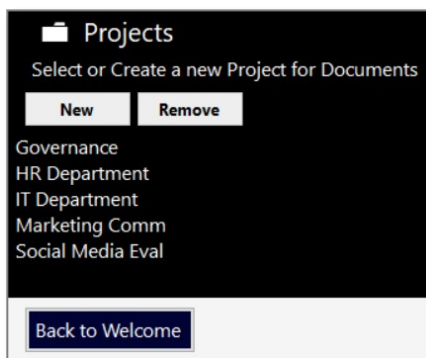 Projects
Select or Create a new Project for Documents
New Remove
Governance
HR Department
IT Department
Marketing Comm
Social Media Eval
Back to Welcome